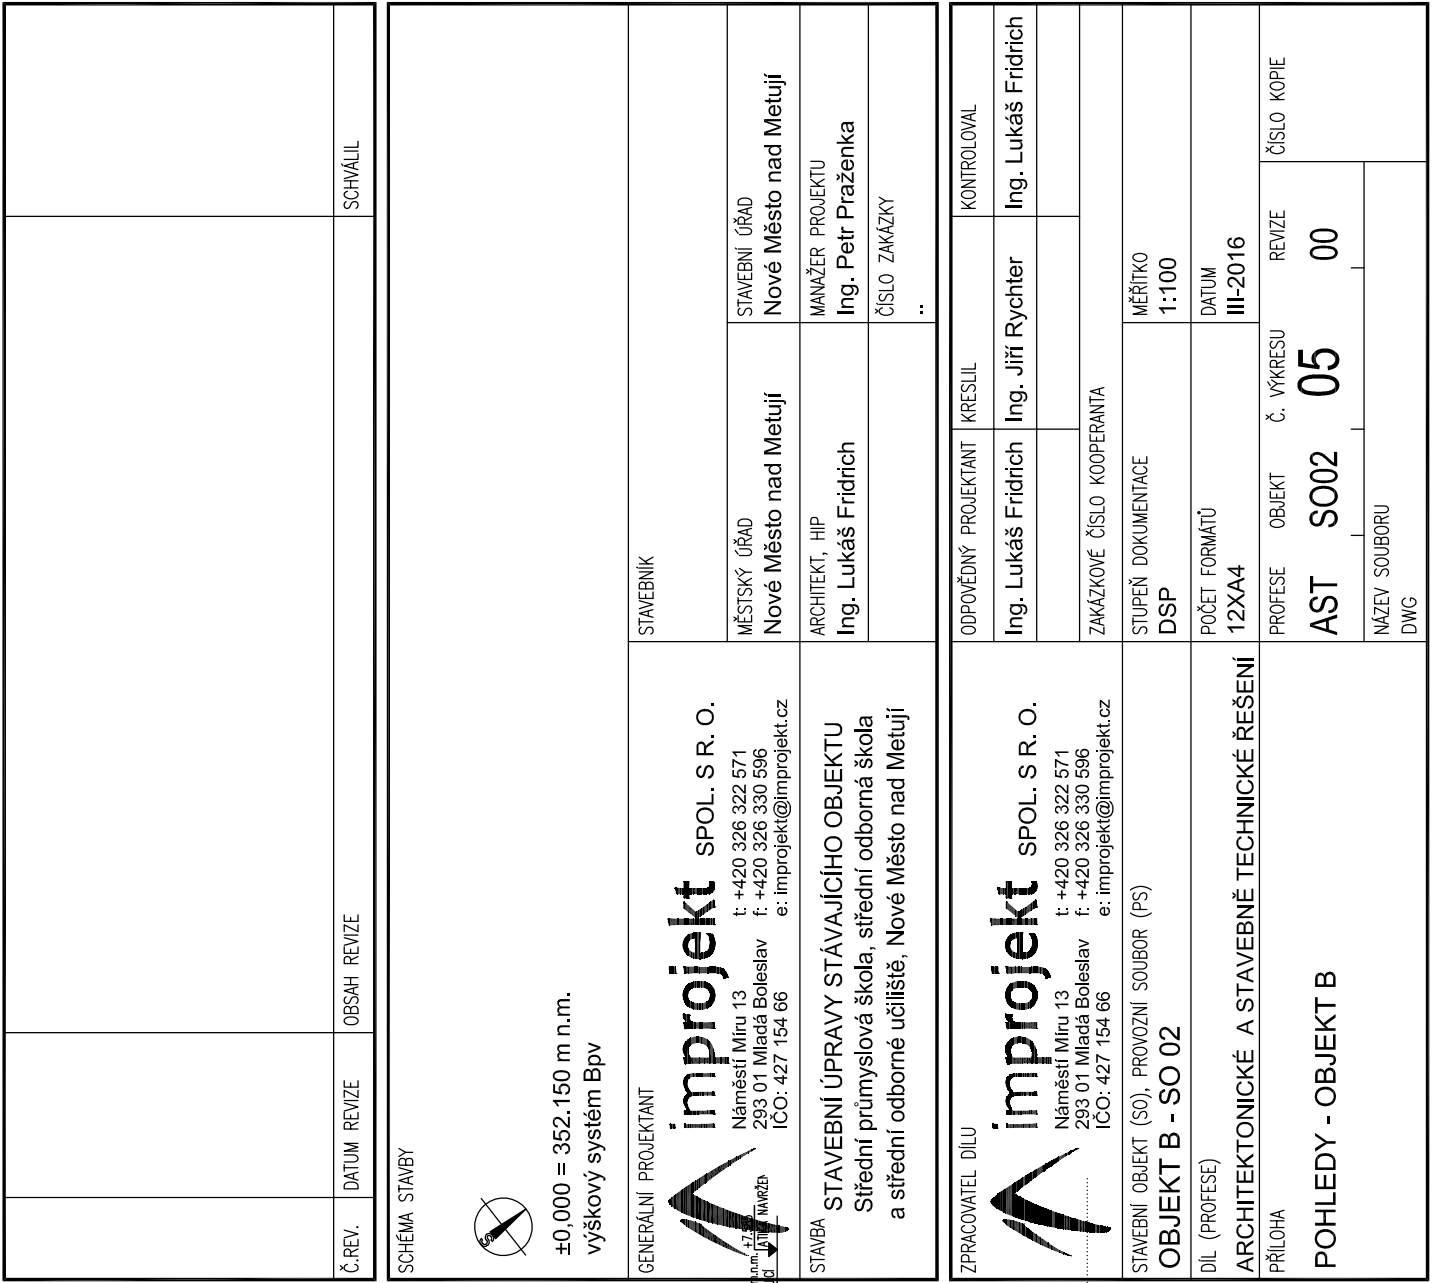 Č.REV. DATUM REVIZE OBSAH REVIZE SCHVÁLIL
SCHÉMA STAVBY
S
±0,000 = 352.150 m n.m.
výškový systém Bpv
GENERÁLNÍ PROJEKTANT
improjekt SPOL. S R. O.
Náměstí Míru 13 t: +420 326 322 571
293 01 Mladá Boleslav f: +420 326 330 596
IČO: 427 154 66 e: improjekt@improjekt.cz
STAVEBNÍK
MĚSTSKÝ ÚŘAD STAVEBNÍ ÚŘAD
Nové Město nad Metují Nové Město nad Metují
STAVBA
STAVEBNÍ ÚPRAVY STÁVAJÍCÍHO OBJEKTU
Střední průmyslová škola, střední odborná škola
a střední odborné učiliště, Nové Město nad Metují
ARCHITEKT, HIP MANAŽER PROJEKTU
Ing. Lukáš Fridrich Ing. Petr Praženka
ČÍSLO ZAKÁZKY
..
m.n.m.
ATIKA NAVRŽEN
ZPRACOVATEL DÍLU
improjekt SPOL. S R. O.
Náměstí Míru 13 t: +420 326 322 571
293 01 Mladá Boleslav f: +420 326 330 596
IČO: 427 154 66 e: improjekt@improjekt.cz
ODPOVĚDNÝ PROJEKTANT KRESLIL KONTROLOVAL
Ing. Lukáš Fridrich Ing. Jiří Rychter Ing. Lukáš Fridrich
ZAKÁZKOVÉ ČÍSLO KOOPERANTA
STAVEBNÍ OBJEKT (SO), PROVOZNÍ SOUBOR (PS)
OBJEKT B - SO 02
STUPEŇ DOKUMENTACE MĚŘÍTKO
DSP 1:100
DÍL (PROFESE)
ARCHITEKTONICKÉ A STAVEBNĚ TECHNICKÉ ŘEŠENÍ
POČET FORMÁTŮ DATUM
12XA4 III-2016
PŘÍLOHA
POHLEDY - OBJEKT B
PROFESE OBJEKT Č. VÝKRESU REVIZE ČÍSLO KOPIE
AST SO02 05 00
NÁZEV SOUBORU
DWG